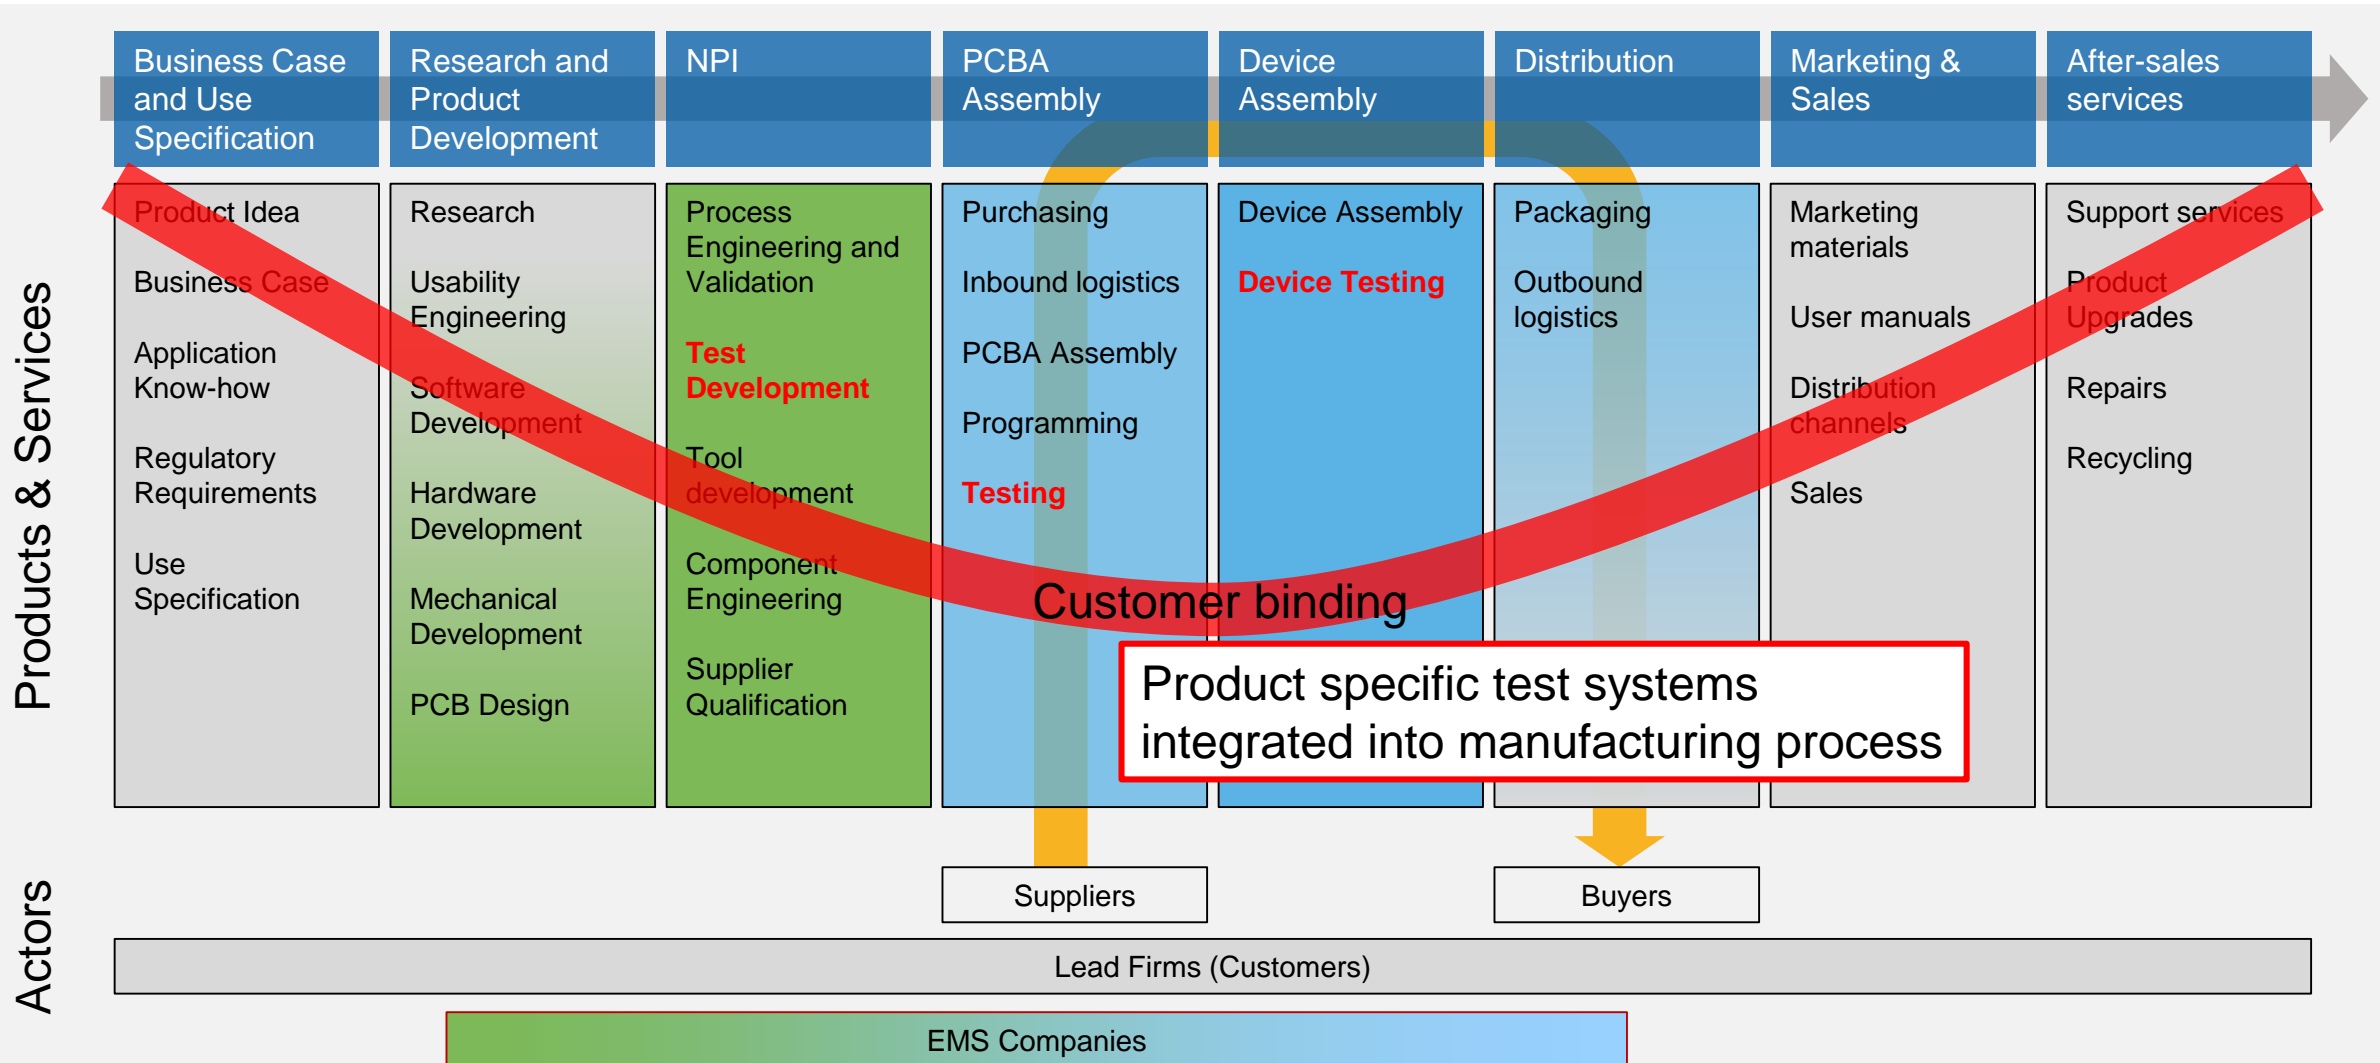 Business Case
and Use
Specification
Research and
Product
Development
NPI
PCBA
Assembly
Device
Assembly
Distribution
Marketing &
Sales
After-sales
services
Products & Services
Product Idea
Business Case
Application
Know-how
Regulatory
Requirements
Use
Specification
Research
Usability
Engineering
Software
Development
Hardware
Development
Mechanical
Development
PCB Design
Process
Engineering and
Validation
Test
Development
Tool
development
Component
Engineering
Supplier
Qualification
Purchasing
Inbound logistics
PCBA Assembly
Programming
Testing
Device Assembly
Device Testing
Packaging
Outbound
logistics
Marketing
materials
User manuals
Distribution
channels
Sales
Support services
Product
Upgrades
Repairs
Recycling
Customer binding
Product specific test systems
integrated into manufacturing process
Actors
Suppliers
Buyers
Lead Firms (Customers)
EMS Companies